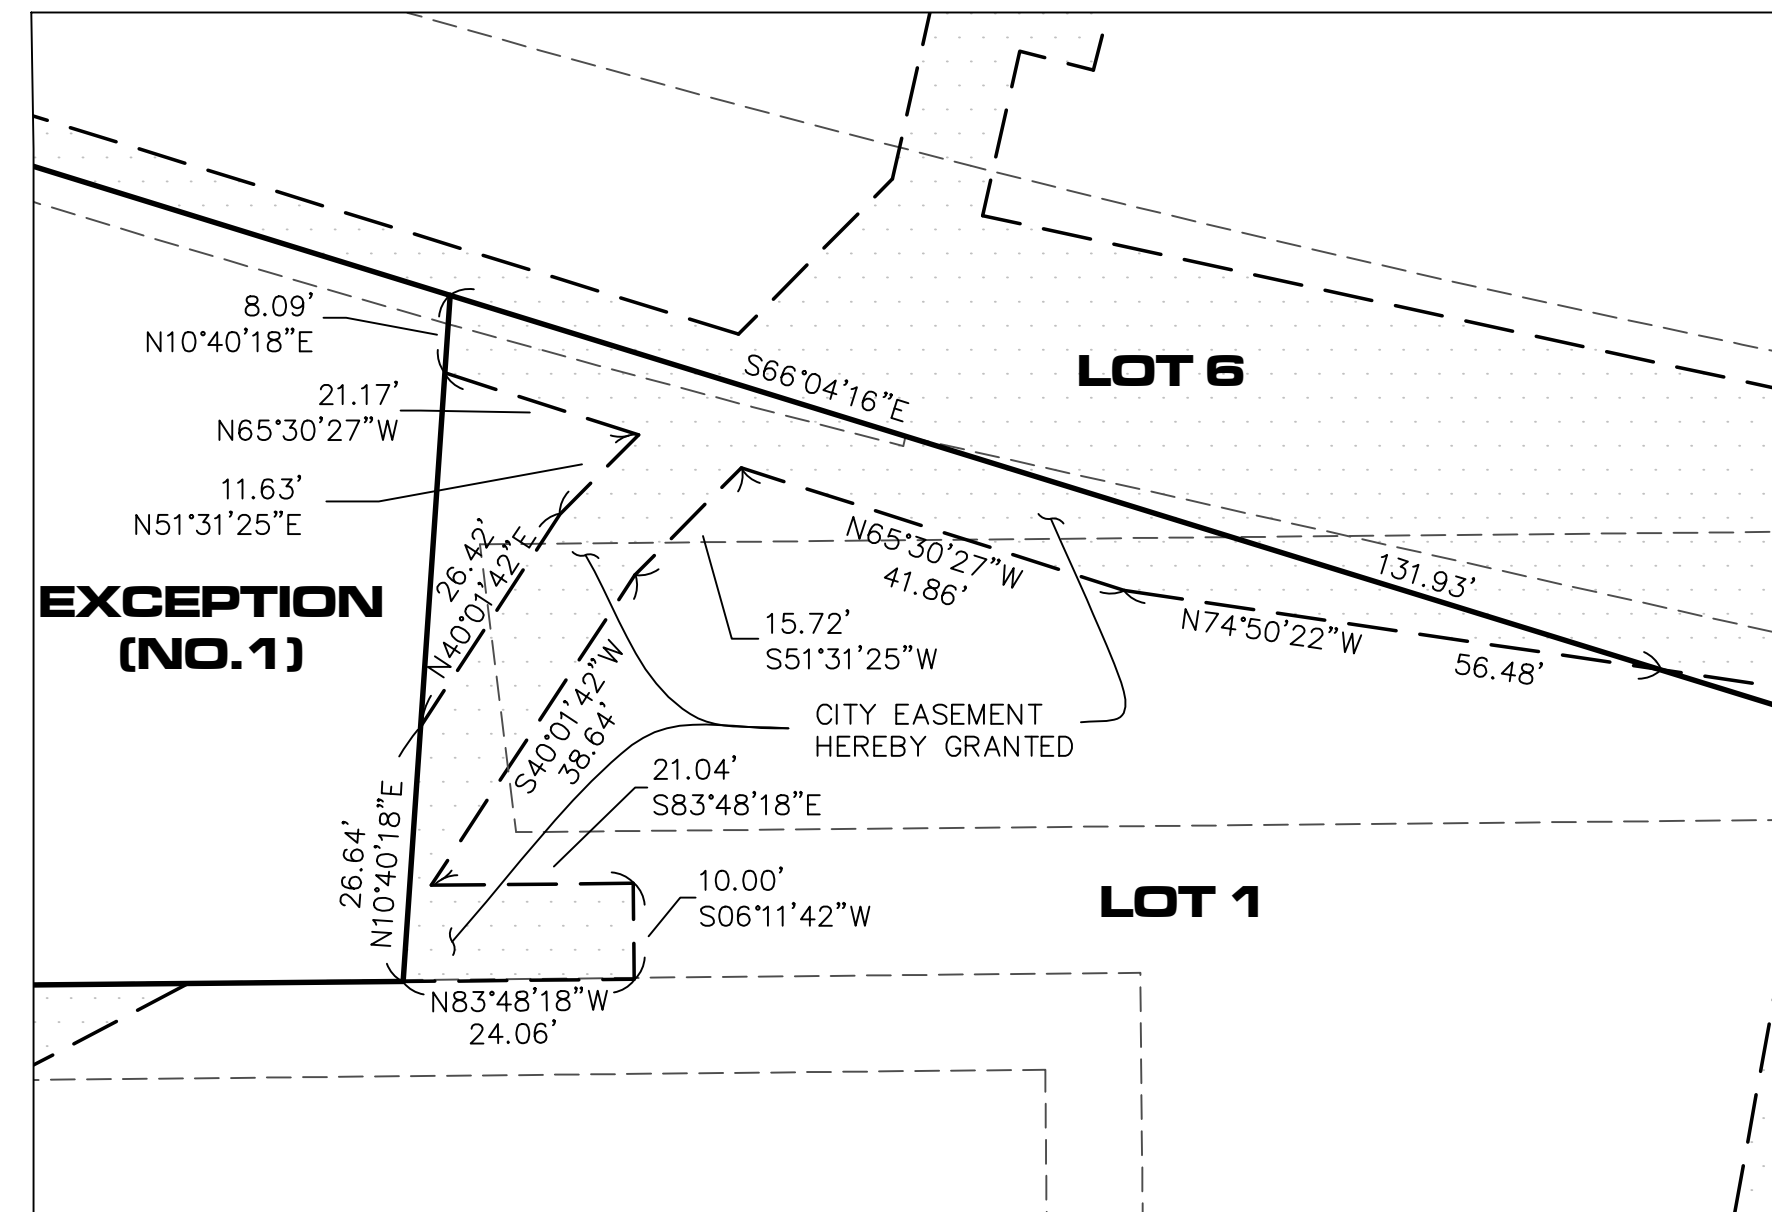 8.09'
N10°40'18"E
21.17'
N65°30'27"W
11.63'
N51°31'25"E
EXCEPTION
(NO.1)
26.42'
N40°01'42"E
S66°04'16"E
131.93'
LOT 6
N65°30'27"W
41.86'
N74°50'22"W
56.48'
15.72'
S51°31'25"W
S40°01'42"W
38.64'
CITY EASEMENT
HEREBY GRANTED
21.04'
S83°48'18"E
26.64'
N10°40'18"E
10.00'
S06°11'42"W
LOT 1
N83°48'18"W
24.06'